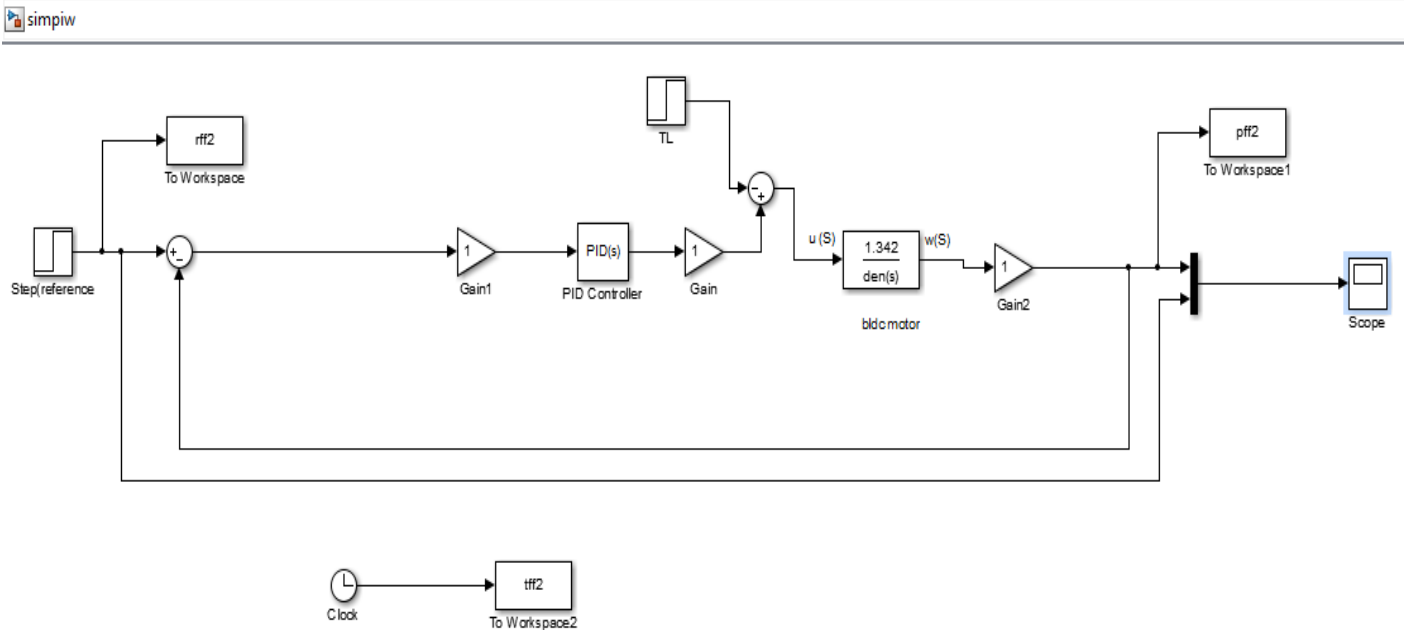 simpiw
rff2
To Workspace
TL
pff2
To Workspace1
Step(reference
+
−
1
Gain1
PID(s)
PID Controller
1
Gain
−
+
u (S)
1.342
den(s)
w(S)
bldc motor
1
Gain2
Scope
Clock
tff2
To Workspace2